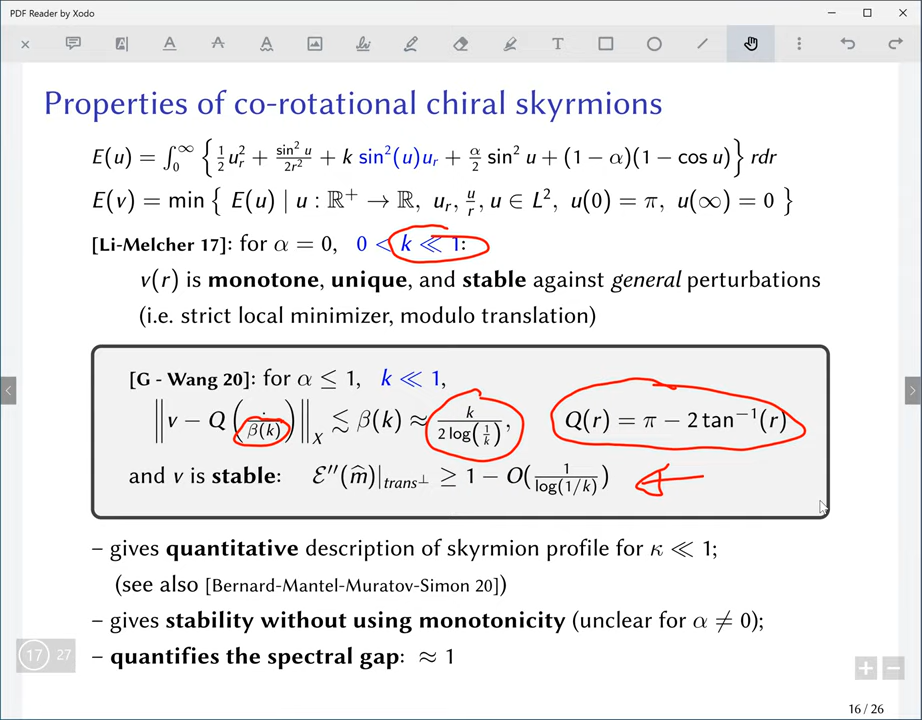 PDF Reader by Xodo
Properties of co-rotational chiral skyrmions
E(u) = ∫₀^∞ { ½ u_r² + sin² u / 2r² + k sin²(u)u_r + α/2 sin² u + (1 − α)(1 − cos u) } rdr
E(v) = min { E(u) | u : ℝ⁺ → ℝ, u_r, u/r, u ∈ L², u(0) = π, u(∞) = 0 }
[Li-Melcher 17]: for α = 0, 0 < k ≪ 1:
v(r) is monotone, unique, and stable against general perturbations
(i.e. strict local minimizer, modulo translation)
[G - Wang 20]: for α ≤ 1, k ≪ 1,
‖v − Q(·/β(k))‖_X ≲ β(k) ≈ k / 2 log(1/k), Q(r) = π − 2 tan⁻¹(r)
and v is stable: ℰ″(m̂)|_trans⊥ ≥ 1 − O(1/log(1/k))
– gives quantitative description of skyrmion profile for κ ≪ 1;
(see also [Bernard-Mantel-Muratov-Simon 20])
– gives stability without using monotonicity (unclear for α ≠ 0);
– quantifies the spectral gap: ≈ 1
17 27
16 / 26